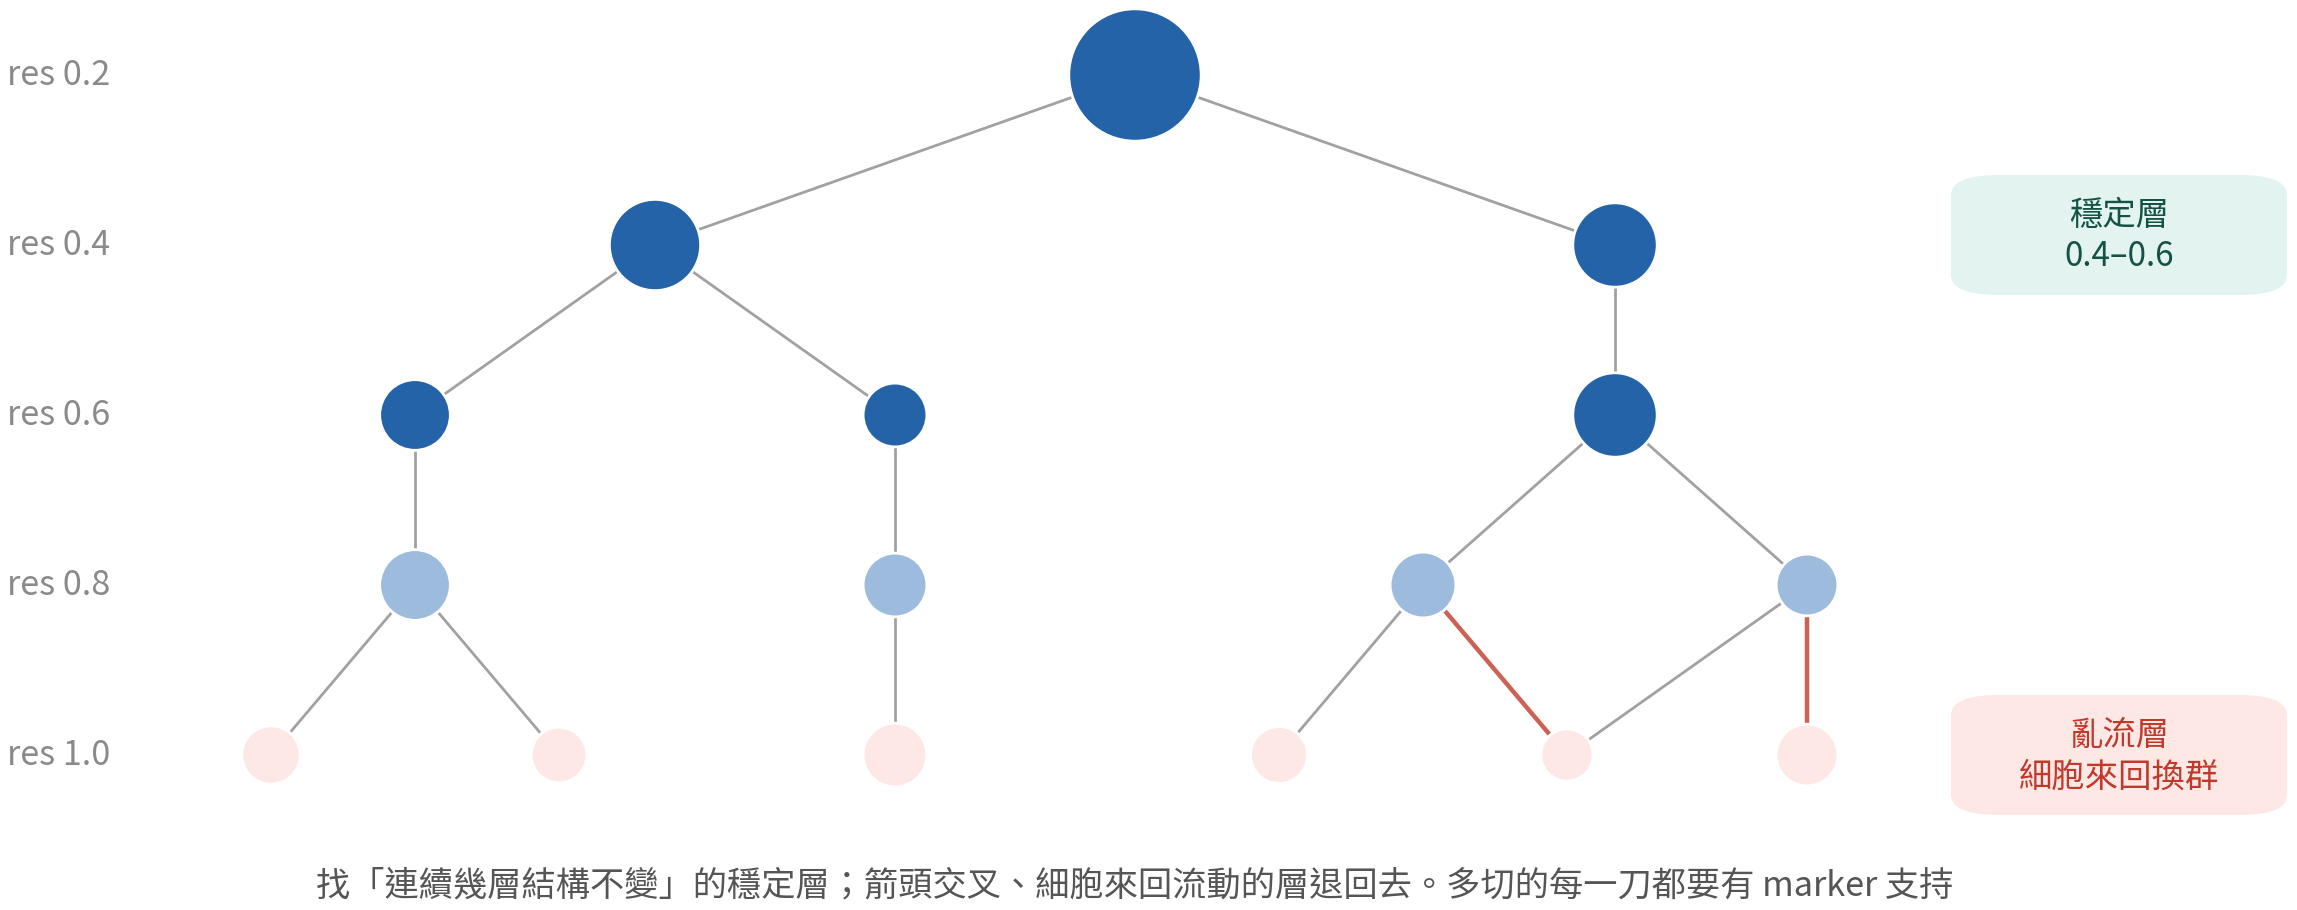 res 0.2
res 0.4
穩定層
0.4–0.6
res 0.6
res 0.8
res 1.0
亂流層
細胞來回換群
找「連續幾層結構不變」的穩定層；箭頭交叉、細胞來回流動的層退回去。多切的每一刀都要有 marker 支持